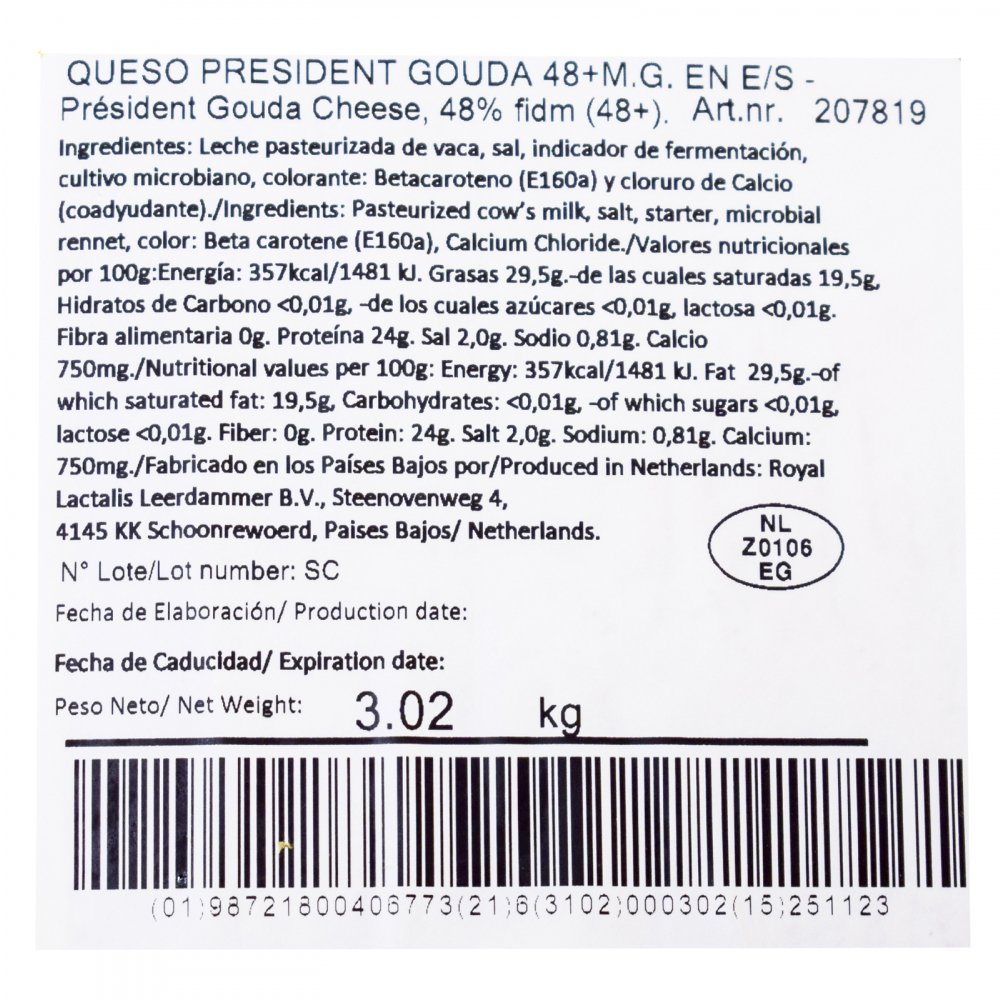 QUESO PRESIDENT GOUDA 48+M.G. EN E/S -
Président Gouda Cheese, 48% fidm (48+). Art.nr. 207819
Ingredientes: Leche pasteurizada de vaca, sal, indicador de fermentación,
cultivo microbiano, colorante: Betacaroteno (E160a) y cloruro de Calcio
(coadyudante)./Ingredients: Pasteurized cow's milk, salt, starter, microbial
rennet, color: Beta carotene (E160a), Calcium Chloride./Valores nutricionales
por 100g:Energía: 357kcal/1481 kJ. Grasas 29,5g.-de las cuales saturadas 19,5g,
Hidratos de Carbono <0,01g, -de los cuales azúcares <0,01g, lactosa <0,01g.
Fibra alimentaria 0g. Proteína 24g. Sal 2,0g. Sodio 0,81g. Calcio
750mg./Nutritional values per 100g: Energy: 357kcal/1481 kJ. Fat 29,5g.-of
which saturated fat: 19,5g, Carbohydrates: <0,01g, -of which sugars <0,01g,
lactose <0,01g. Fiber: 0g. Protein: 24g. Salt 2,0g. Sodium: 0,81g. Calcium:
750mg./Fabricado en los Países Bajos por/Produced in Netherlands: Royal
Lactalis Leerdammer B.V., Steenovenweg 4,
4145 KK Schoonrewoerd, Paises Bajos/ Netherlands.
NL
Z0106
EG
N° Lote/Lot number: SC
Fecha de Elaboración/ Production date:
Fecha de Caducidad/ Expiration date:
Peso Neto/ Net Weight: 3.02 kg
(01)98721800406773(21)6(3102)000302(15)251123